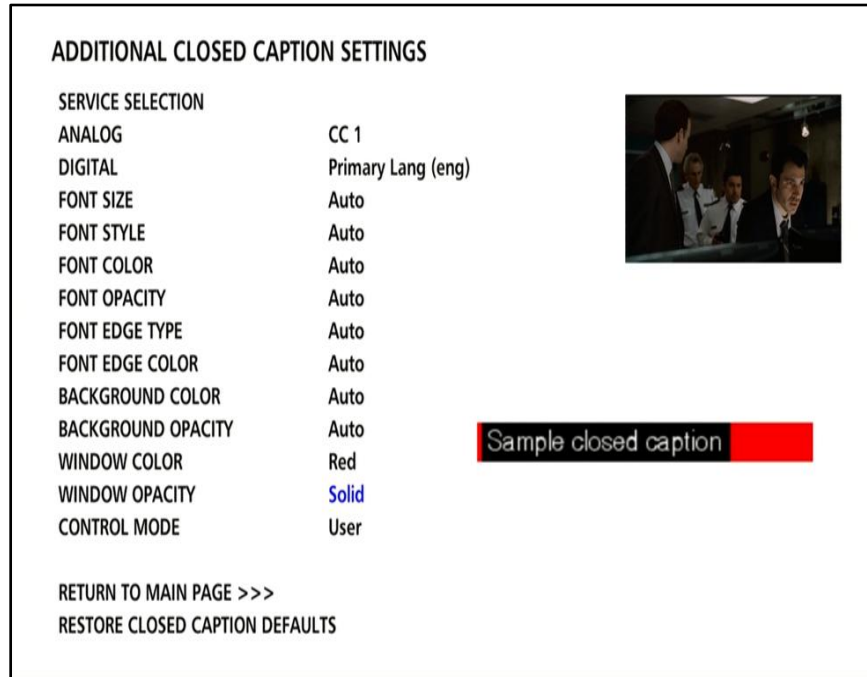 ADDITIONAL CLOSED CAPTION SETTINGS
SERVICE SELECTION
ANALOG CC 1
DIGITAL Primary Lang (eng)
FONT SIZE Auto
FONT STYLE Auto
FONT COLOR Auto
FONT OPACITY Auto
FONT EDGE TYPE Auto
FONT EDGE COLOR Auto
BACKGROUND COLOR Auto
BACKGROUND OPACITY Auto
Sample closed caption
WINDOW COLOR Red
WINDOW OPACITY Solid
CONTROL MODE User
RETURN TO MAIN PAGE >>>
RESTORE CLOSED CAPTION DEFAULTS